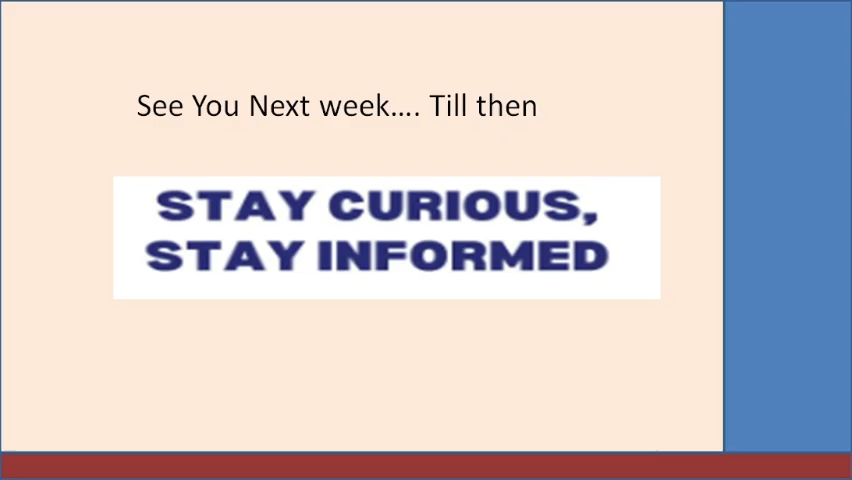 See You Next week.... Till then
STAY CURIOUS,
STAY INFORMED